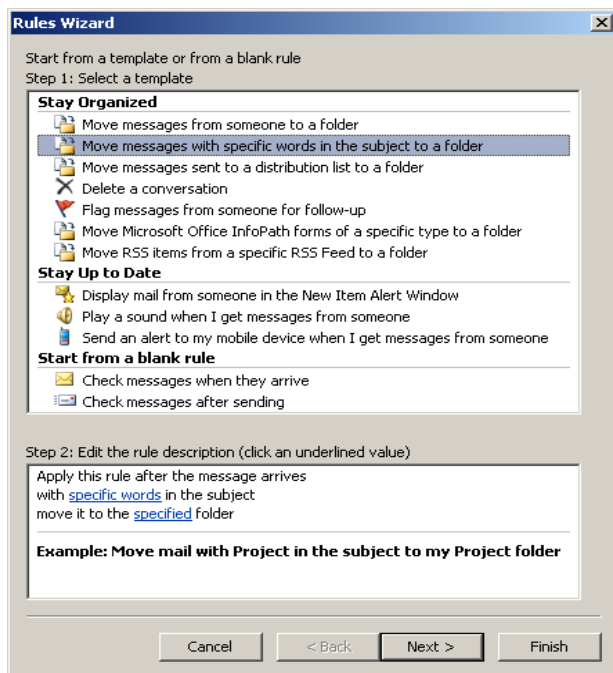 Rules Wizard
Start from a template or from a blank rule
Step 1: Select a template
Stay Organized
Move messages from someone to a folder
Move messages with specific words in the subject to a folder
Move messages sent to a distribution list to a folder
Delete a conversation
Flag messages from someone for follow-up
Move Microsoft Office InfoPath forms of a specific type to a folder
Move RSS items from a specific RSS Feed to a folder
Stay Up to Date
Display mail from someone in the New Item Alert Window
Play a sound when I get messages from someone
Send an alert to my mobile device when I get messages from someone
Start from a blank rule
Check messages when they arrive
Check messages after sending
Step 2: Edit the rule description (click an underlined value)
Apply this rule after the message arrives
with specific words in the subject
move it to the specified folder
Example: Move mail with Project in the subject to my Project folder
Cancel < Back Next > Finish